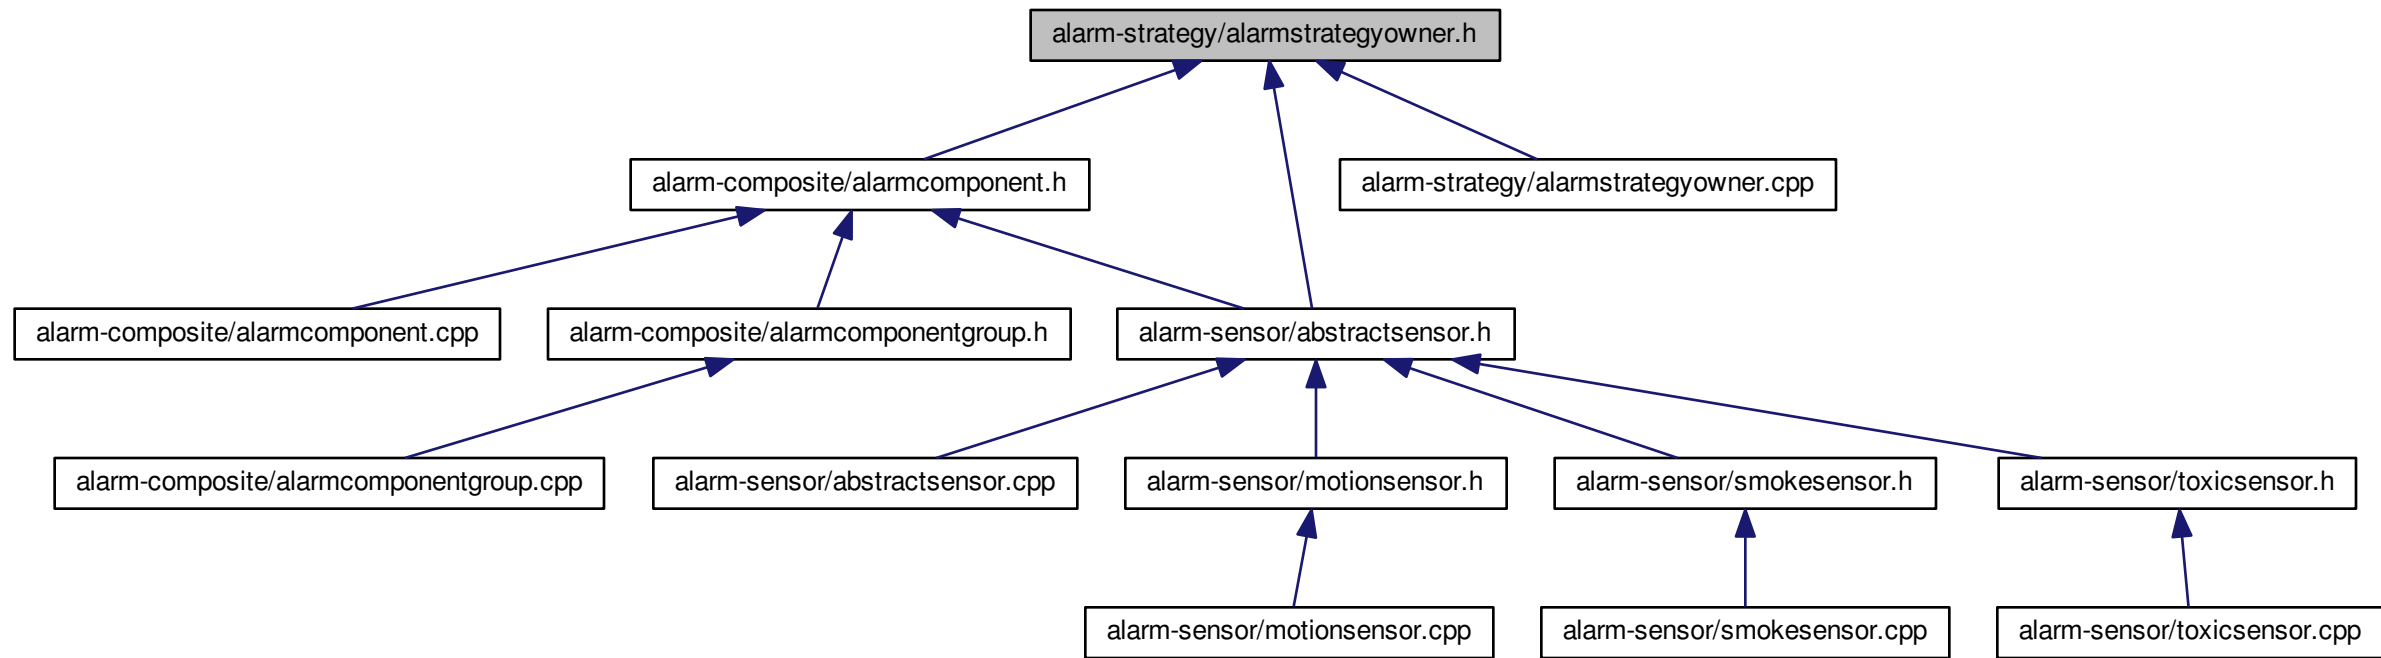 alarm-strategy/alarmstrategyowner.h
alarm-composite/alarmcomponent.h
alarm-strategy/alarmstrategyowner.cpp
alarm-composite/alarmcomponent.cpp
alarm-composite/alarmcomponentgroup.h
alarm-sensor/abstractsensor.h
alarm-composite/alarmcomponentgroup.cpp
alarm-sensor/abstractsensor.cpp
alarm-sensor/motionsensor.h
alarm-sensor/smokesensor.h
alarm-sensor/toxicsensor.h
alarm-sensor/motionsensor.cpp
alarm-sensor/smokesensor.cpp
alarm-sensor/toxicsensor.cpp